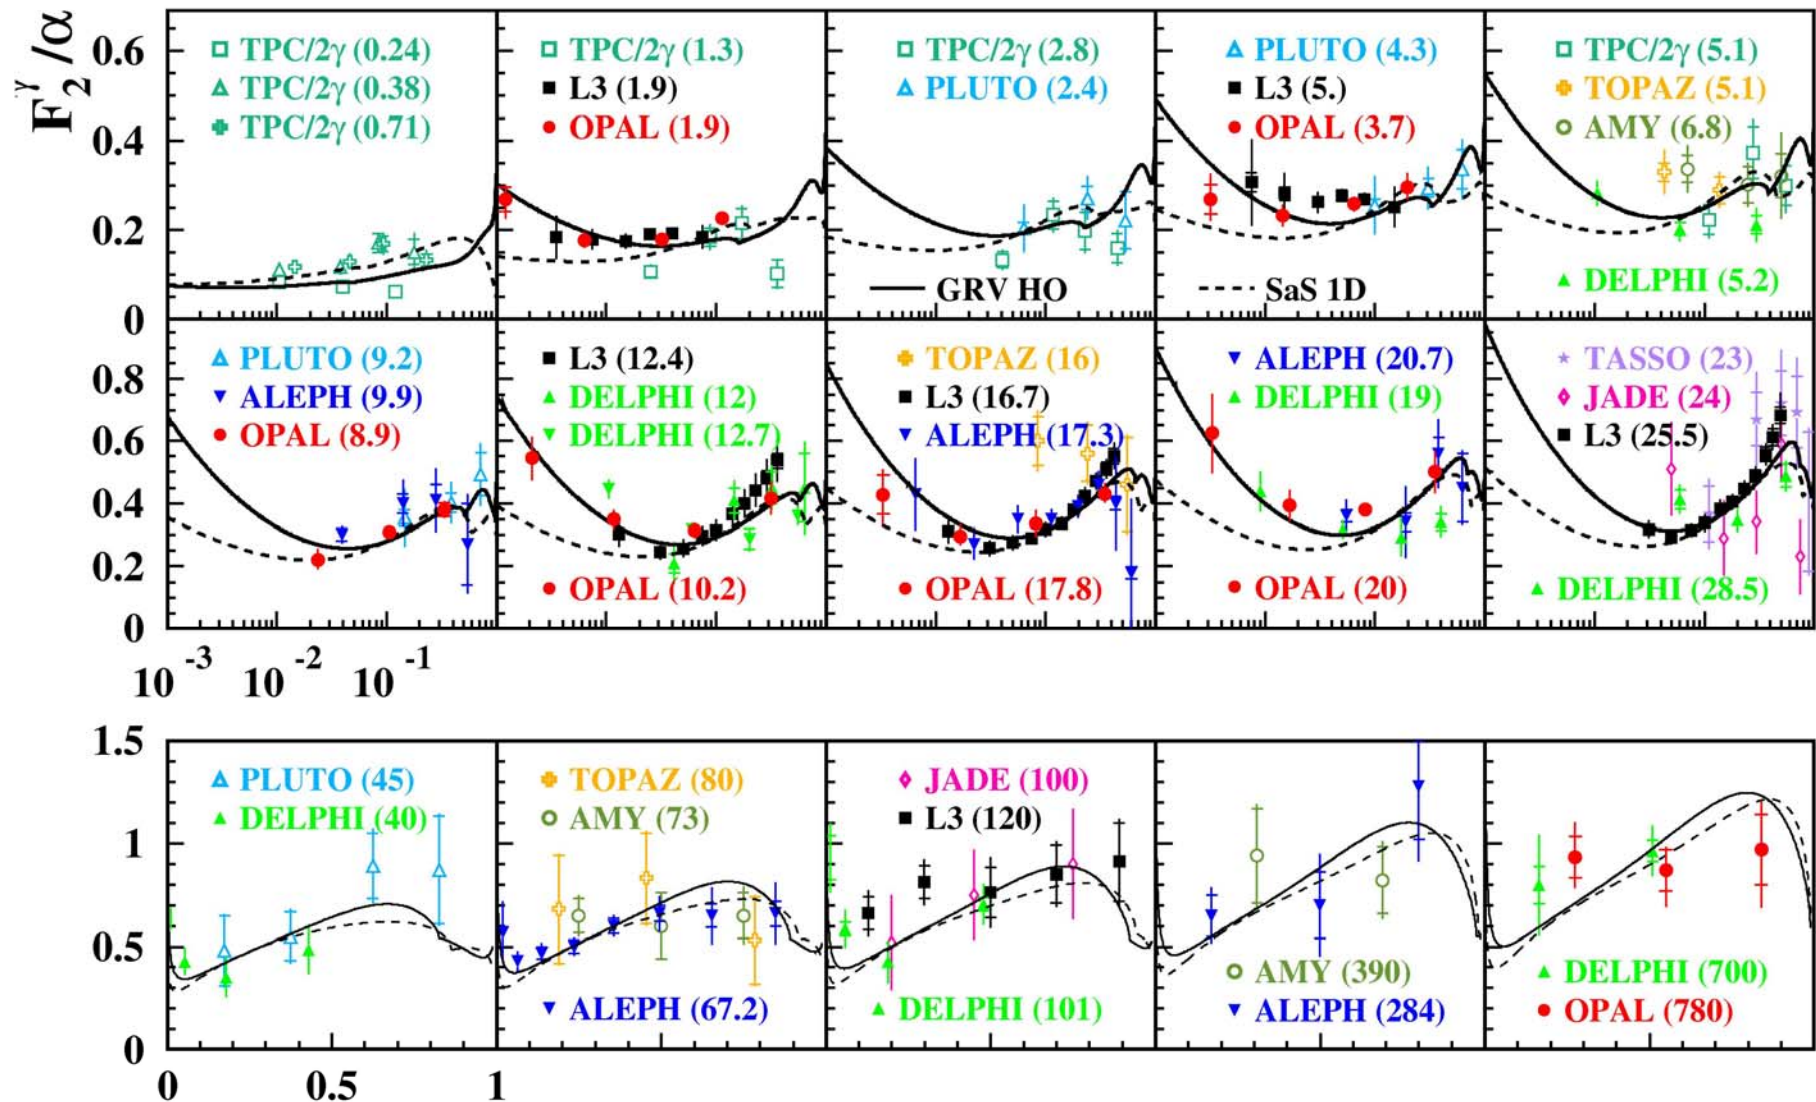 F₂ᵞ/α
0.6
0.4
0.2
0
TPC/2γ (0.24)
TPC/2γ (0.38)
TPC/2γ (0.71)
TPC/2γ (1.3)
L3 (1.9)
OPAL (1.9)
TPC/2γ (2.8)
PLUTO (2.4)
GRV HO
PLUTO (4.3)
L3 (5.)
OPAL (3.7)
SaS 1D
TPC/2γ (5.1)
TOPAZ (5.1)
AMY (6.8)
DELPHI (5.2)
0.8
0.6
0.4
0.2
0
PLUTO (9.2)
ALEPH (9.9)
OPAL (8.9)
L3 (12.4)
DELPHI (12)
DELPHI (12.7)
OPAL (10.2)
TOPAZ (16)
L3 (16.7)
ALEPH (17.3)
OPAL (17.8)
ALEPH (20.7)
DELPHI (19)
OPAL (20)
TASSO (23)
JADE (24)
L3 (25.5)
DELPHI (28.5)
10⁻³ 10⁻² 10⁻¹
1.5
1
0.5
0
PLUTO (45)
DELPHI (40)
TOPAZ (80)
AMY (73)
ALEPH (67.2)
JADE (100)
L3 (120)
DELPHI (101)
AMY (390)
ALEPH (284)
DELPHI (700)
OPAL (780)
0 0.5 1